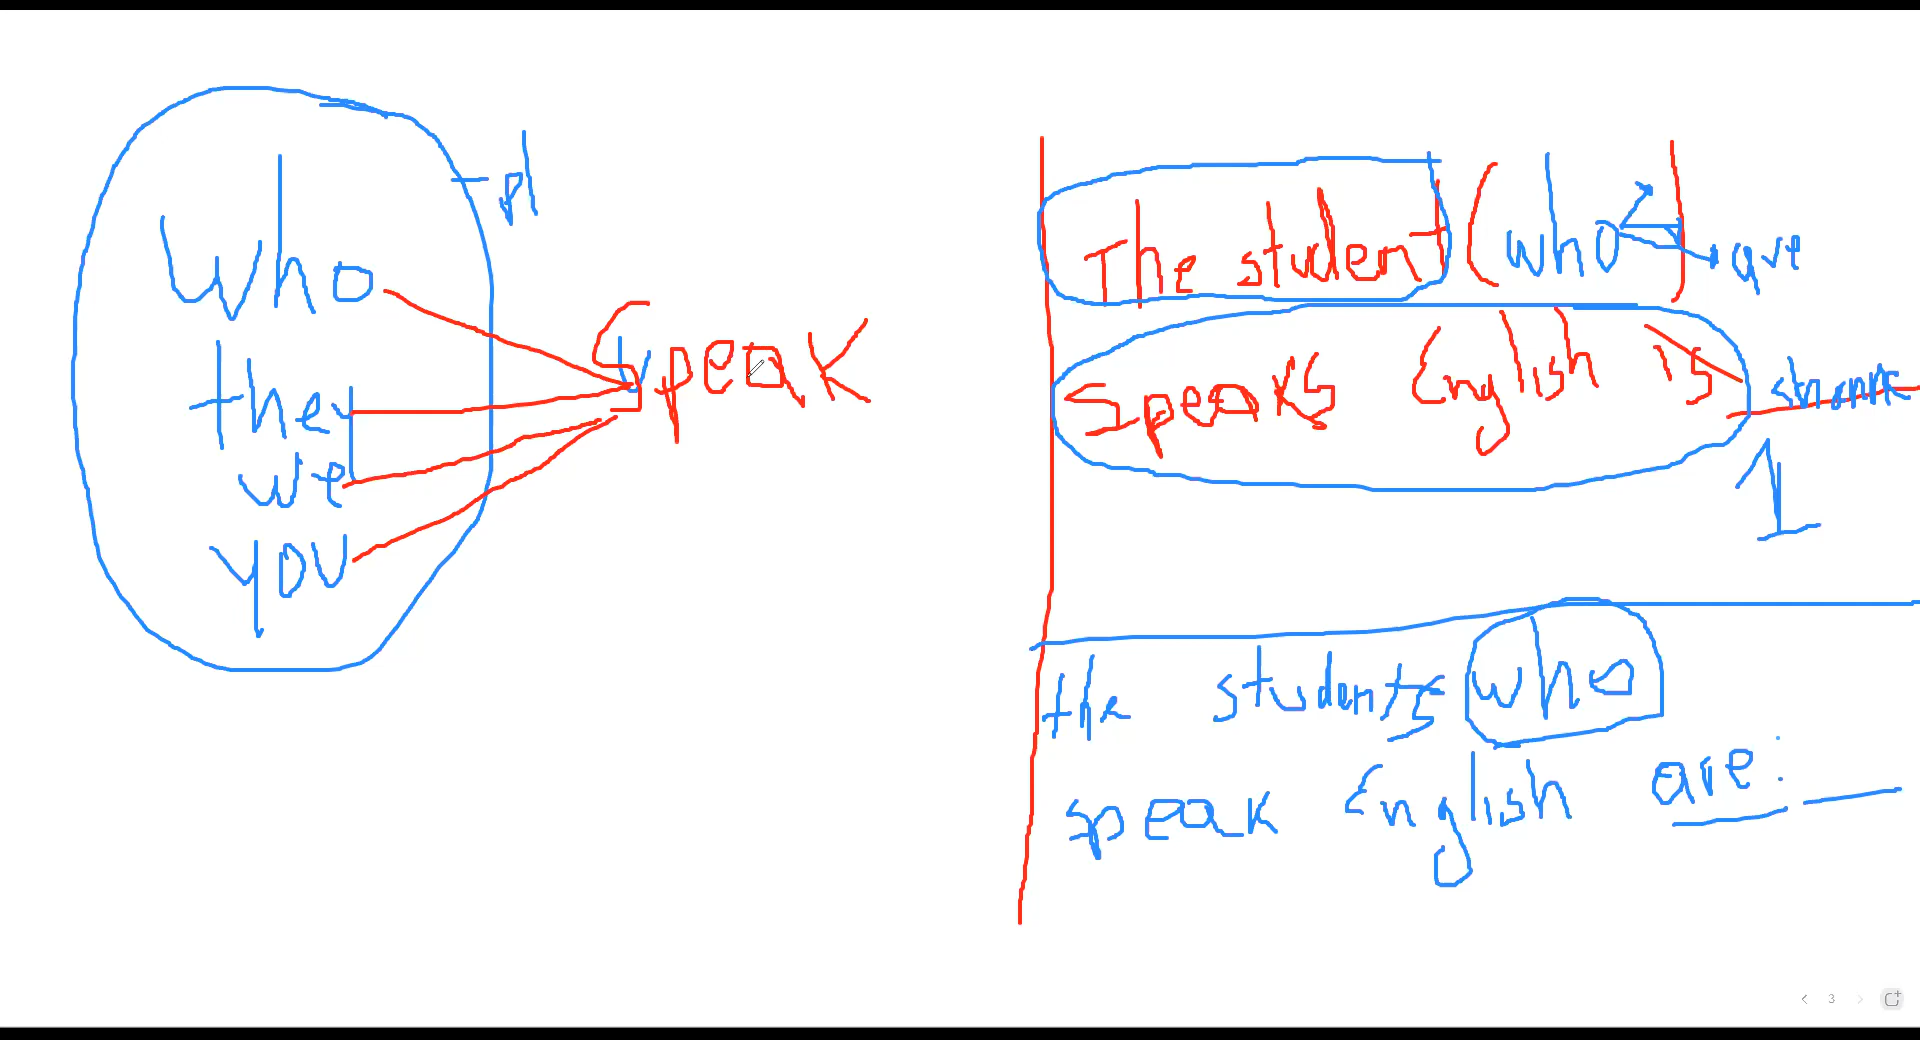 pl
who
they
we
you
speak
The student (who)
are
speaks English is
1
the students who
speak English are:
3